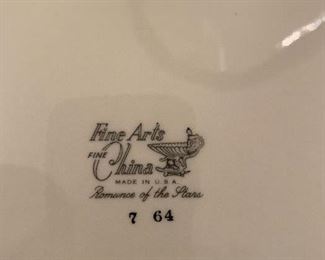 Fine Arts
FINE China
MADE IN U.S.A.
Romance of the Stars
7 64